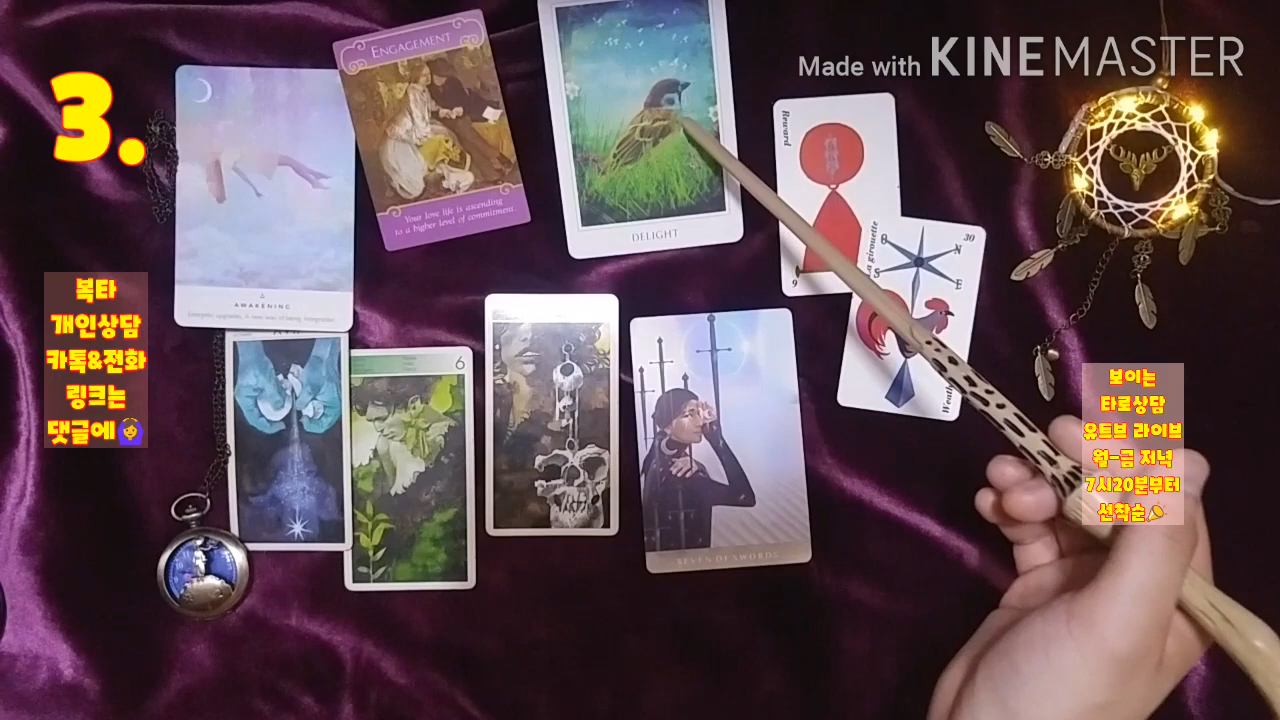 Made with KINEMASTER
3.
ENGAGEMENT
Your love life is ascending
to a higher level of commitment.
DELIGHT
Reward
9
La girouette
30
N
S
E
AWAKENING
6
SEVEN OF SWORDS
복타
개인상담
카톡&전화
링크는
댓글에🙆‍♀️
보이는
타로상담
유튜브 라이브
월-금 저녁
7시20분부터
선착순🎉